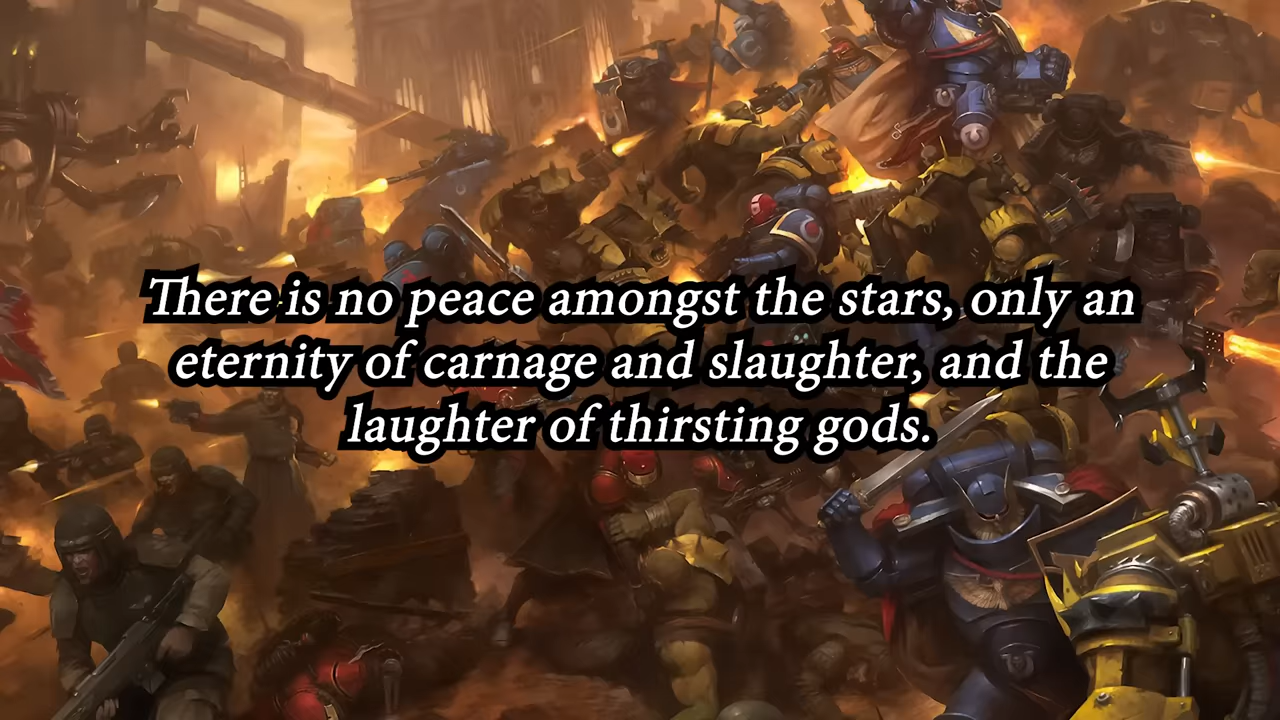 There is no peace amongst the stars, only an
eternity of carnage and slaughter, and the
laughter of thirsting gods.